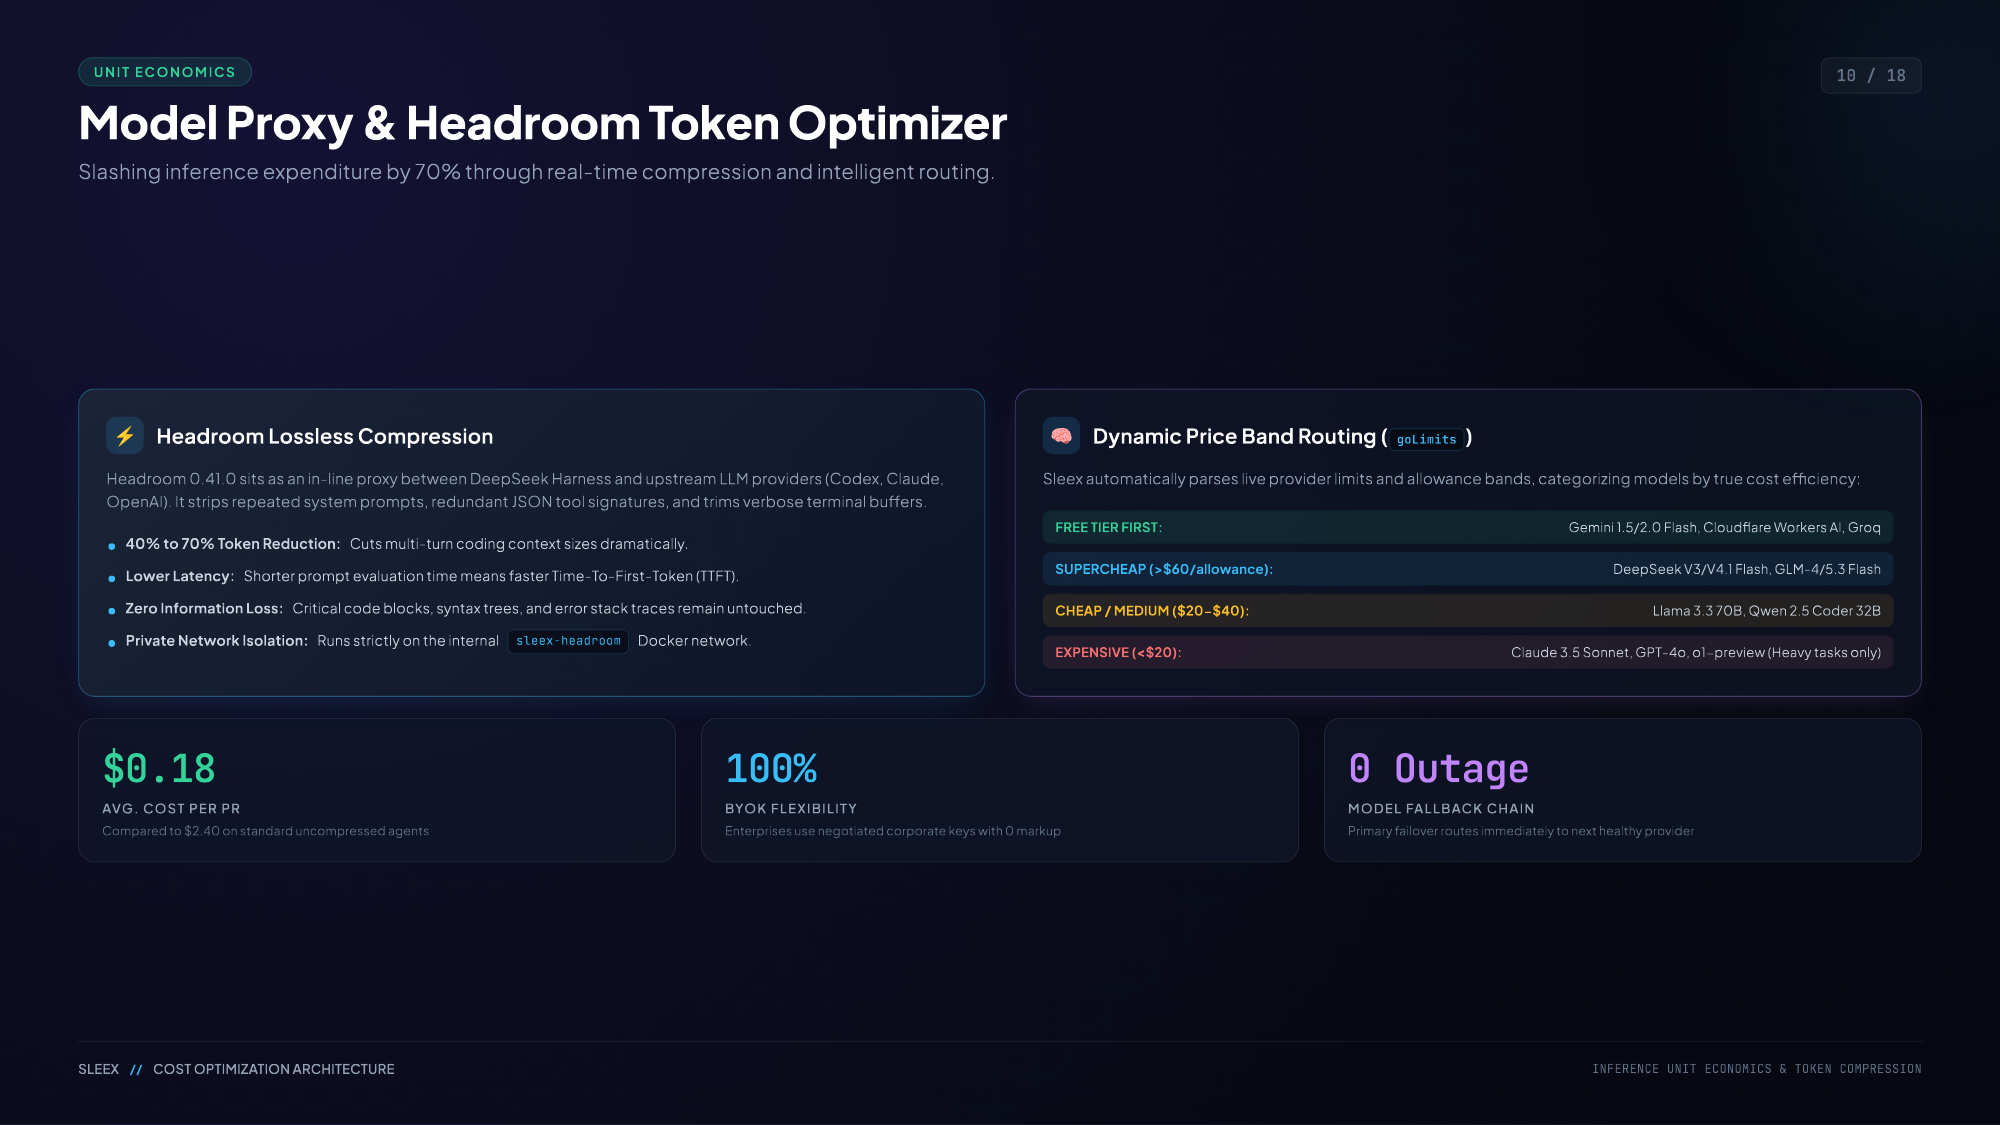 UNIT ECONOMICS
10 / 18
Model Proxy & Headroom Token Optimizer
Slashing inference expenditure by 70% through real-time compression and intelligent routing.
Headroom Lossless Compression
Headroom 0.41.0 sits as an in-line proxy between DeepSeek Harness and upstream LLM providers (Codex, Claude,
OpenAI). It strips repeated system prompts, redundant JSON tool signatures, and trims verbose terminal buffers.
40% to 70% Token Reduction: Cuts multi-turn coding context sizes dramatically.
Lower Latency: Shorter prompt evaluation time means faster Time-To-First-Token (TTFT).
Zero Information Loss: Critical code blocks, syntax trees, and error stack traces remain untouched.
Private Network Isolation: Runs strictly on the internal sleex-headroom Docker network.
Dynamic Price Band Routing (goLimits)
Sleex automatically parses live provider limits and allowance bands, categorizing models by true cost efficiency:
FREE TIER FIRST: Gemini 1.5/2.0 Flash, Cloudflare Workers AI, Groq
SUPERCHEAP (>$60/allowance): DeepSeek V3/V4.1 Flash, GLM-4/5.3 Flash
CHEAP / MEDIUM ($20-$40): Llama 3.3 70B, Qwen 2.5 Coder 32B
EXPENSIVE (<$20): Claude 3.5 Sonnet, GPT-4o, o1-preview (Heavy tasks only)
$0.18
AVG. COST PER PR
Compared to $2.40 on standard uncompressed agents
100%
BYOK FLEXIBILITY
Enterprises use negotiated corporate keys with 0 markup
0 Outage
MODEL FALLBACK CHAIN
Primary failover routes immediately to next healthy provider
SLEEX // COST OPTIMIZATION ARCHITECTURE
INFERENCE UNIT ECONOMICS & TOKEN COMPRESSION